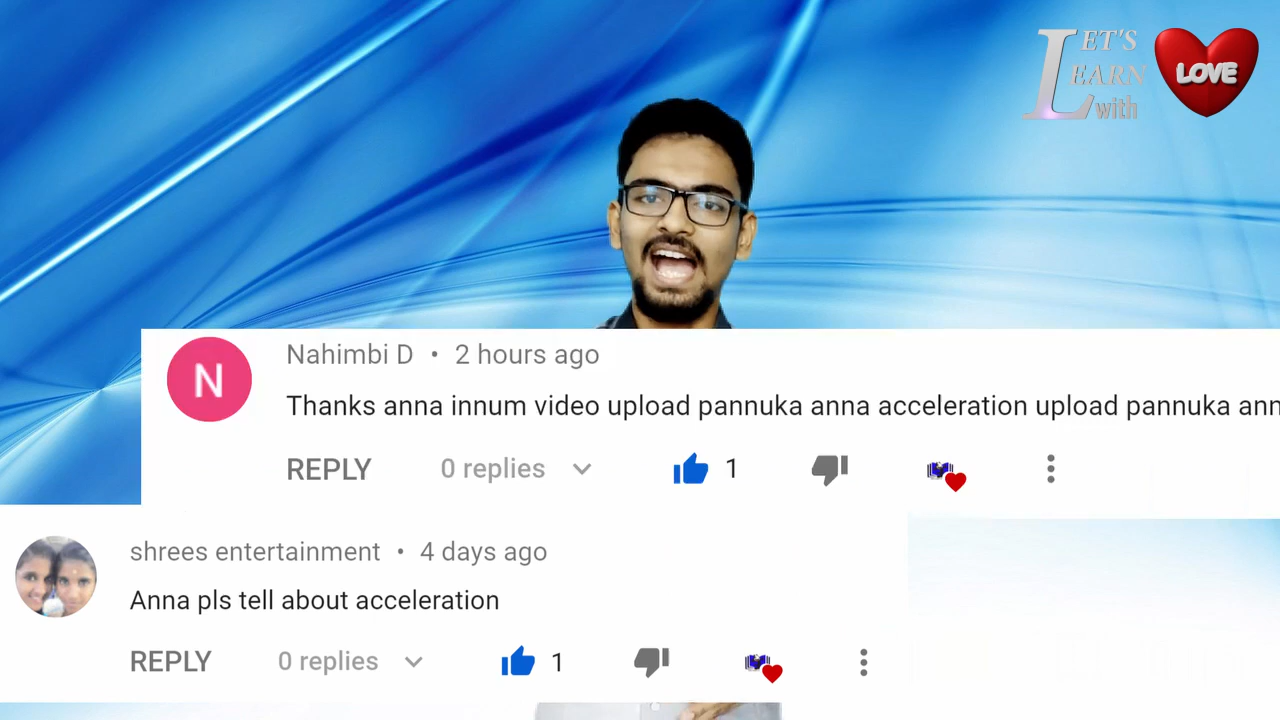 LET'S
LEARN
with
LOVE
N
Nahimbi D • 2 hours ago
Thanks anna innum video upload pannuka anna acceleration upload pannuka ann
REPLY 0 replies 1
shrees entertainment • 4 days ago
Anna pls tell about acceleration
REPLY 0 replies 1